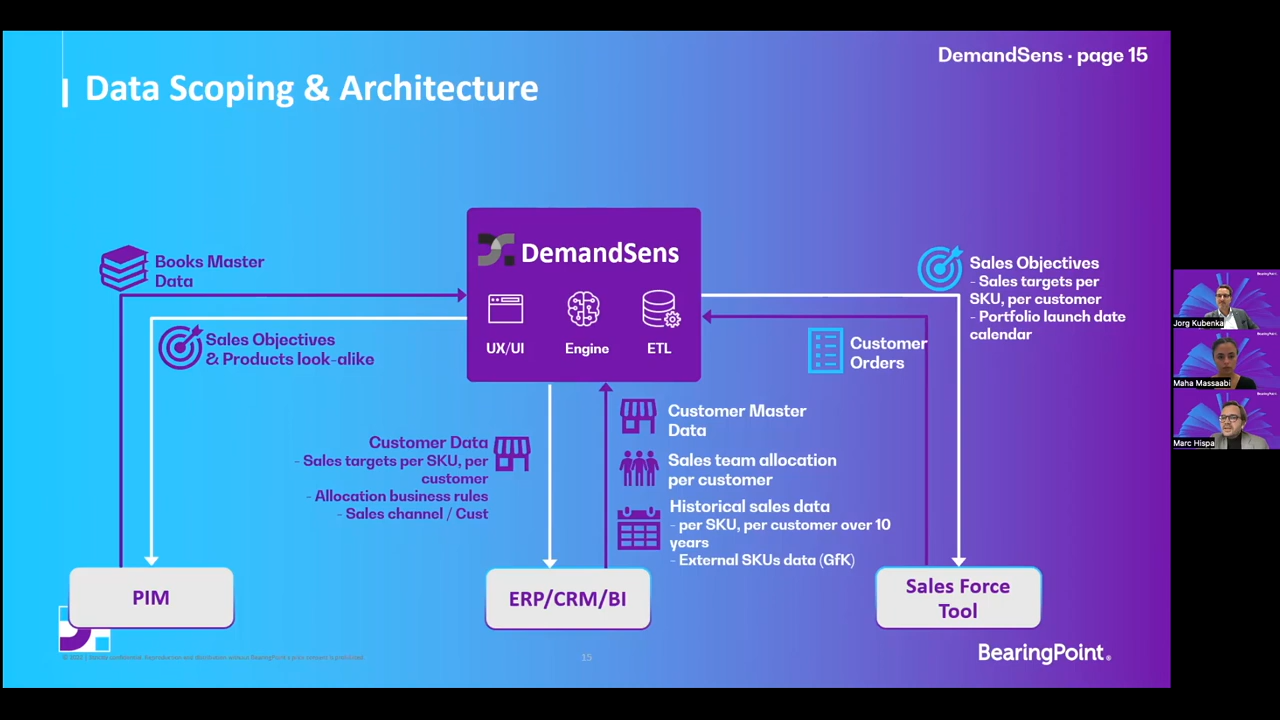 DemandSens · page 15
Data Scoping & Architecture
DemandSens
UX/UI
Engine
ETL
Books Master
Data
Sales Objectives
& Products look-alike
Sales Objectives
- Sales targets per
SKU, per customer
- Portfolio launch date
calendar
Customer
Orders
Customer Data
- Sales targets per SKU, per
customer
- Allocation business rules
- Sales channel / Cust
Customer Master
Data
Sales team allocation
per customer
Historical sales data
- per SKU, per customer over 10
years
- External SKUs data (GfK)
PIM
ERP/CRM/BI
Sales Force
Tool
15
BearingPoint®
Jorg Kubenka
Maha Massaabi
Marc Hispa